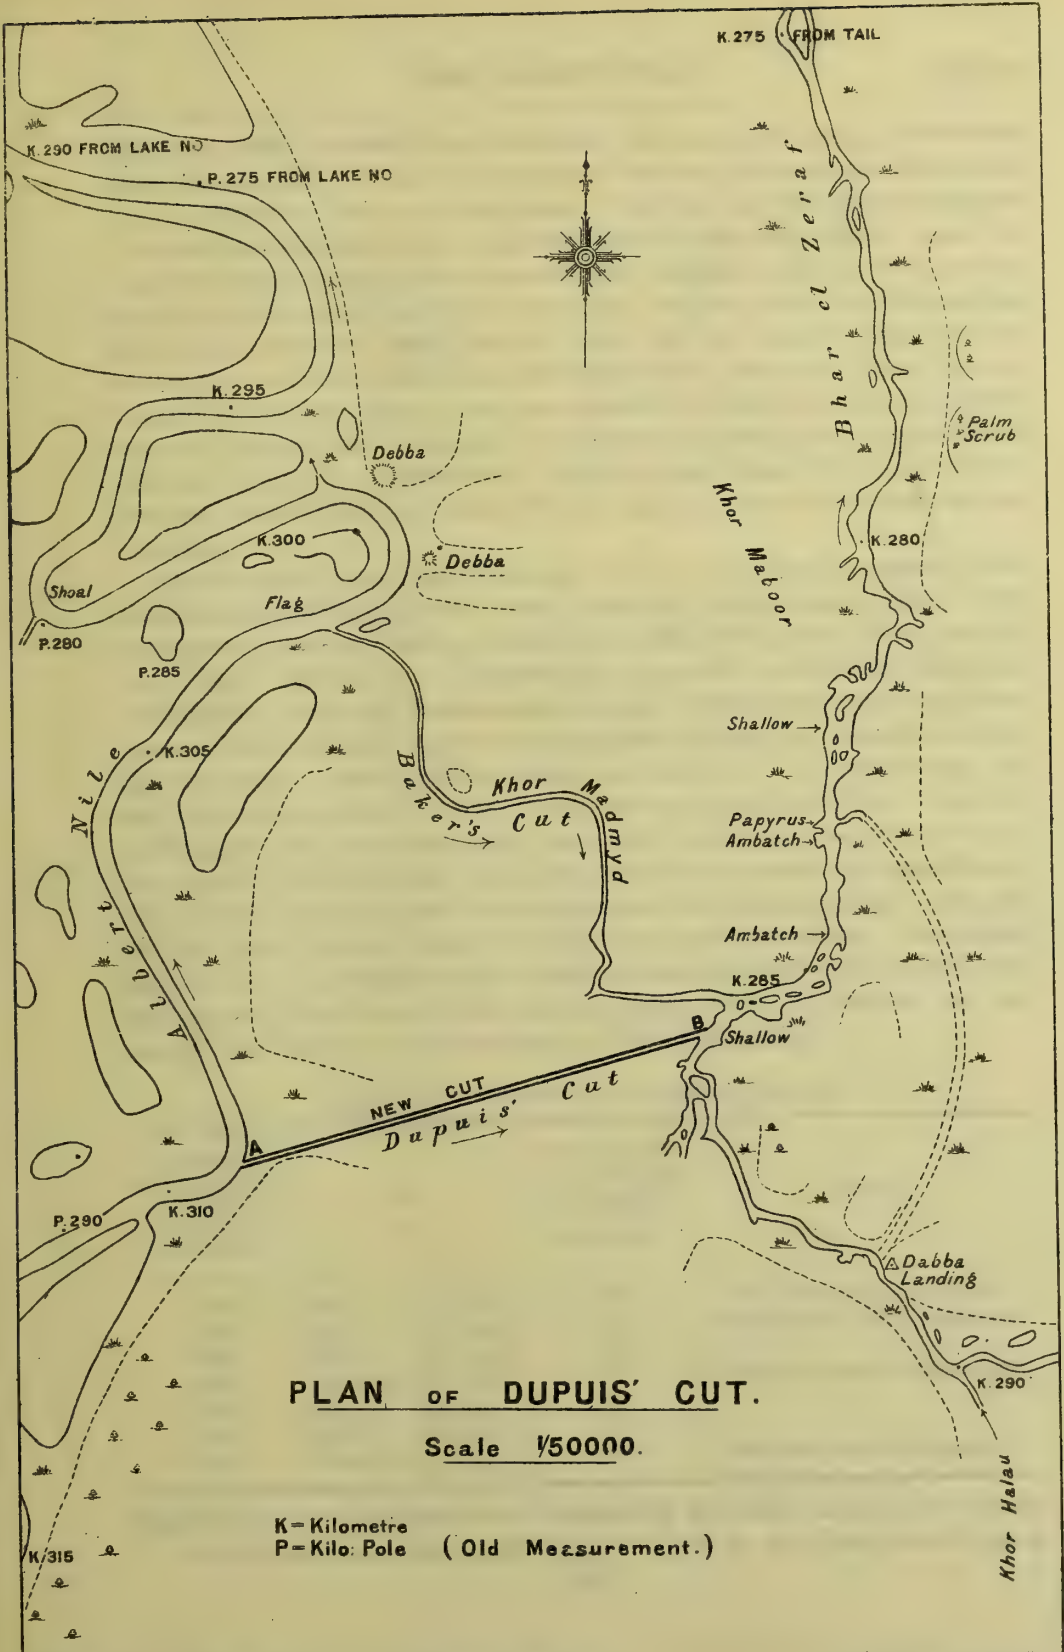 K.275 FROM TAIL
K.290 FROM LAKE NO
P.275 FROM LAKE NO
Bhar el Zeraf
K.295
Palm
Scrub
Debba
Khor Maboor
K.300
K.280
Debba
Shoal
Flag
P.280
P.285
Shallow
K.305
Albert Nile
Baker's Cut
Khor Madmyd
Papyrus
Ambatch
Ambatch
K.285
B
Shallow
NEW CUT
Dupuis' Cut
A
K.310
P.290
Dabba
Landing
K.290
PLAN OF DUPUIS' CUT.
Scale 1/50000.
Khor Halau
K=Kilometre
P=Kilo: Pole (Old Measurement.)
K.315